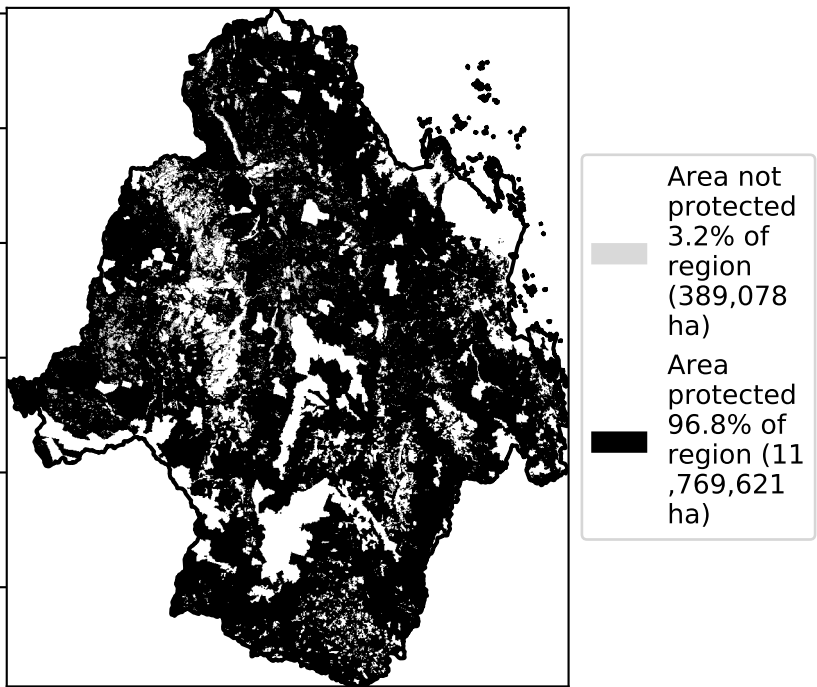 Area not
protected
3.2% of
region
(389,078
ha)
Area
protected
96.8% of
region (11
,769,621
ha)